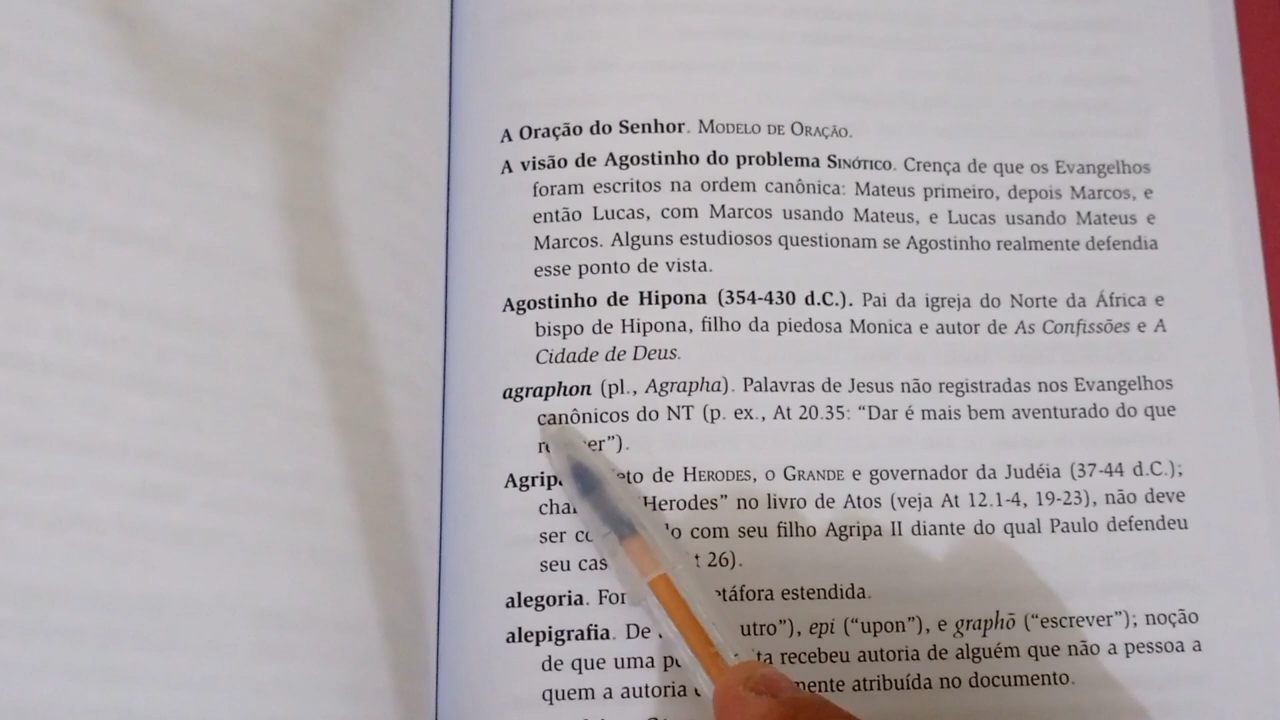 A Oração do Senhor. Modelo de Oração.
A visão de Agostinho do problema Sinótico. Crença de que os Evangelhos
foram escritos na ordem canônica: Mateus primeiro, depois Marcos, e
então Lucas, com Marcos usando Mateus, e Lucas usando Mateus e
Marcos. Alguns estudiosos questionam se Agostinho realmente defendia
esse ponto de vista.
Agostinho de Hipona (354-430 d.C.). Pai da igreja do Norte da África e
bispo de Hipona, filho da piedosa Monica e autor de As Confissões e A
Cidade de Deus.
agraphon (pl., Agrapha). Palavras de Jesus não registradas nos Evangelhos
canônicos do NT (p. ex., At 20.35: “Dar é mais bem aventurado do que
”).
de Herodes, o Grande e governador da Judéia (37-44 d.C.);
“Herodes” no livro de Atos (veja At 12.1-4, 19-23), não deve
ser com seu filho Agripa II diante do qual Paulo defendeu
seu 26).
alegoria. estendida.
alepigrafia. De epi (“upon”), e graphō (“escrever”); noção
de que uma recebeu autoria de alguém que não a pessoa a
quem a autoria atribuída no documento.